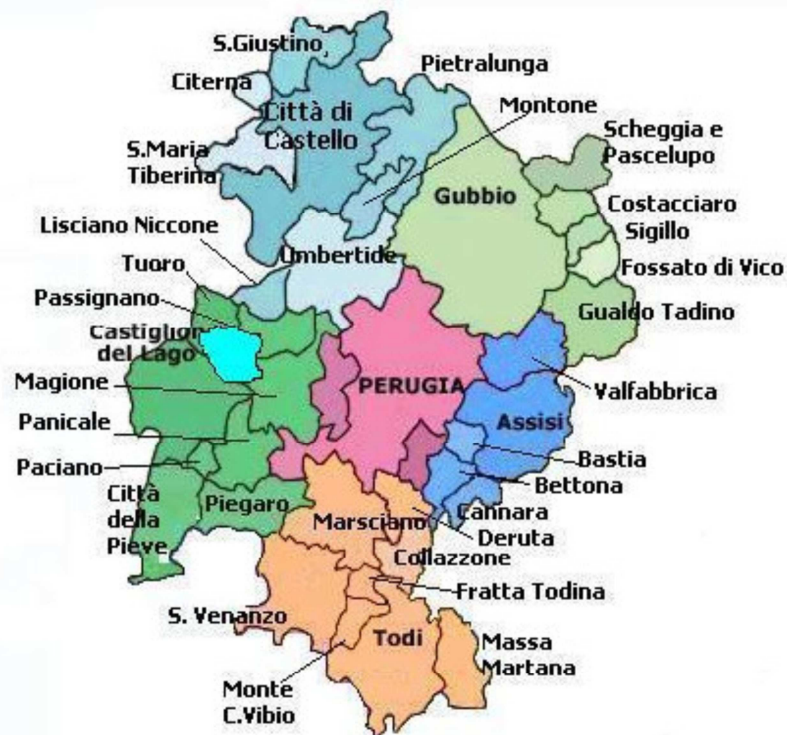 S.Giustino
Pietralunga
Citerna
Montone
Città di
Castello
Scheggia e
Pascelupo
S.Maria
Tiberina
Gubbio
Costacciaro
Lisciano Niccone
Sigillo
Umbertide
Tuoro
Fossato di Vico
Passignano
Gualdo Tadino
Castiglion
del Lago
Magione
PERUGIA
Valfabbrica
Panicale
Assisi
Paciano
Bastia
Bettona
Città
della
Pieve
Piegaro
Cannara
Marsciano
Deruta
Collazzone
Fratta Todina
S. Venanzo
Todi
Massa
Martana
Monte
C.Vibio